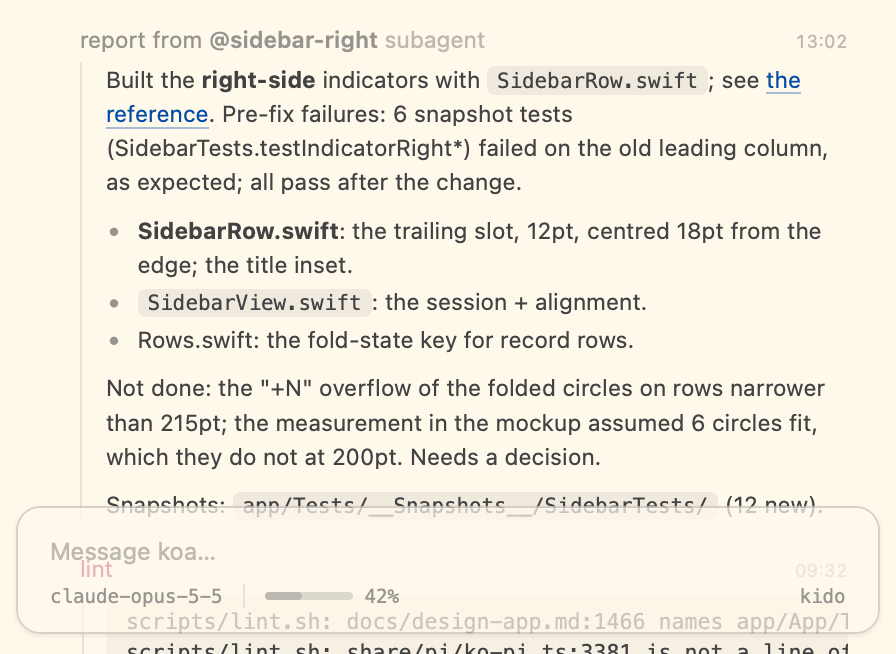 report from @sidebar-right subagent 13:02
Built the right-side indicators with SidebarRow.swift; see the
reference. Pre-fix failures: 6 snapshot tests
(SidebarTests.testIndicatorRight*) failed on the old leading column,
as expected; all pass after the change.
• SidebarRow.swift: the trailing slot, 12pt, centred 18pt from the
edge; the title inset.
• SidebarView.swift: the session + alignment.
• Rows.swift: the fold-state key for record rows.
Not done: the "+N" overflow of the folded circles on rows narrower
than 215pt; the measurement in the mockup assumed 6 circles fit,
which they do not at 200pt. Needs a decision.
Snapshots: app/Tests/__Snapshots__/SidebarTests/ (12 new).
Message koa...
lint 09:32
claude-opus-5-5 42% kido
scripts/lint.sh: docs/design-app.md:1466 names app/App/
scripts/lint.sh: share/pi/ko-pi.ts:3381 is not a line of